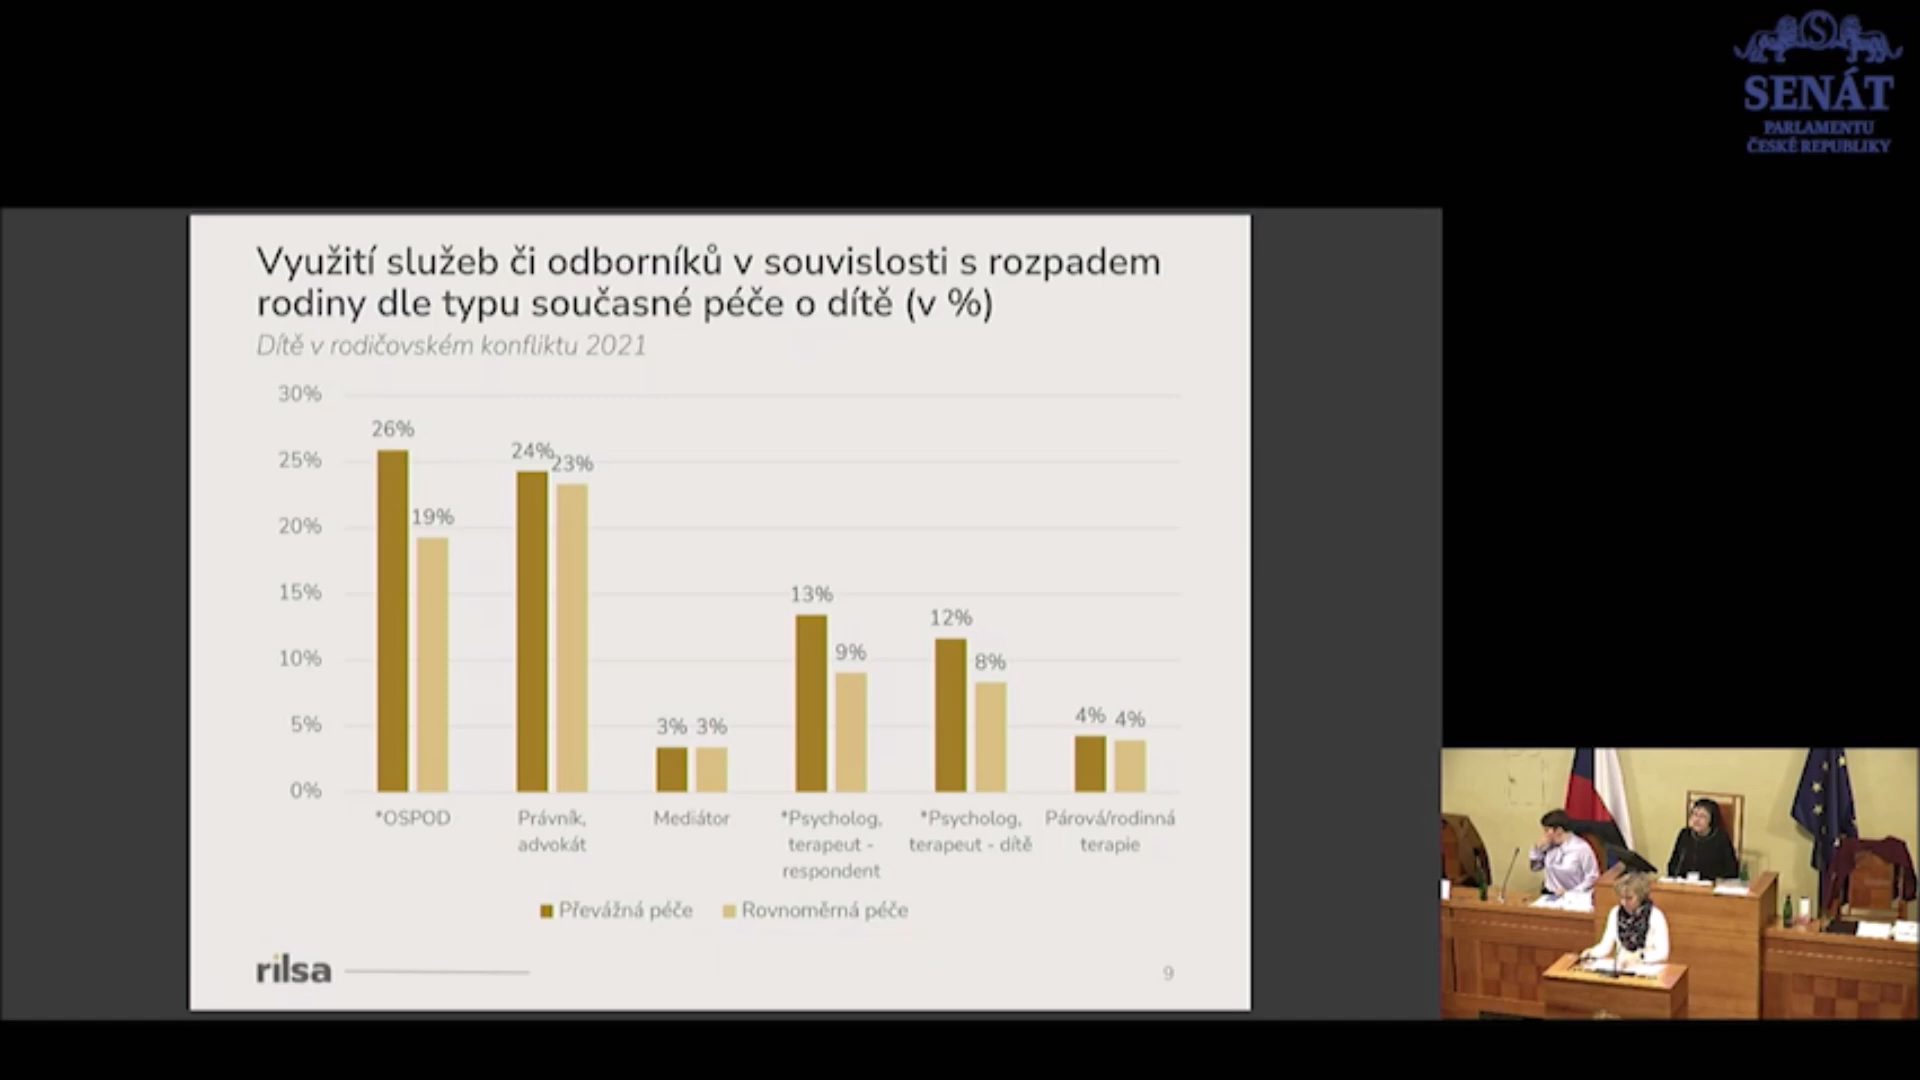 SENÁT
PARLAMENTU
ČESKÉ REPUBLIKY
Využití služeb či odborníků v souvislosti s rozpadem
rodiny dle typu současné péče o dítě (v %)
Dítě v rodičovském konfliktu 2021
30%
25%
20%
15%
10%
5%
0%
26%
19%
24%
23%
3% 3%
13%
9%
12%
8%
4% 4%
*OSPOD
Právník,
advokát
Mediátor
*Psycholog,
terapeut -
respondent
*Psycholog,
terapeut - dítě
Párová/rodinná
terapie
Převážná péče
Rovnoměrná péče
rilsa
9